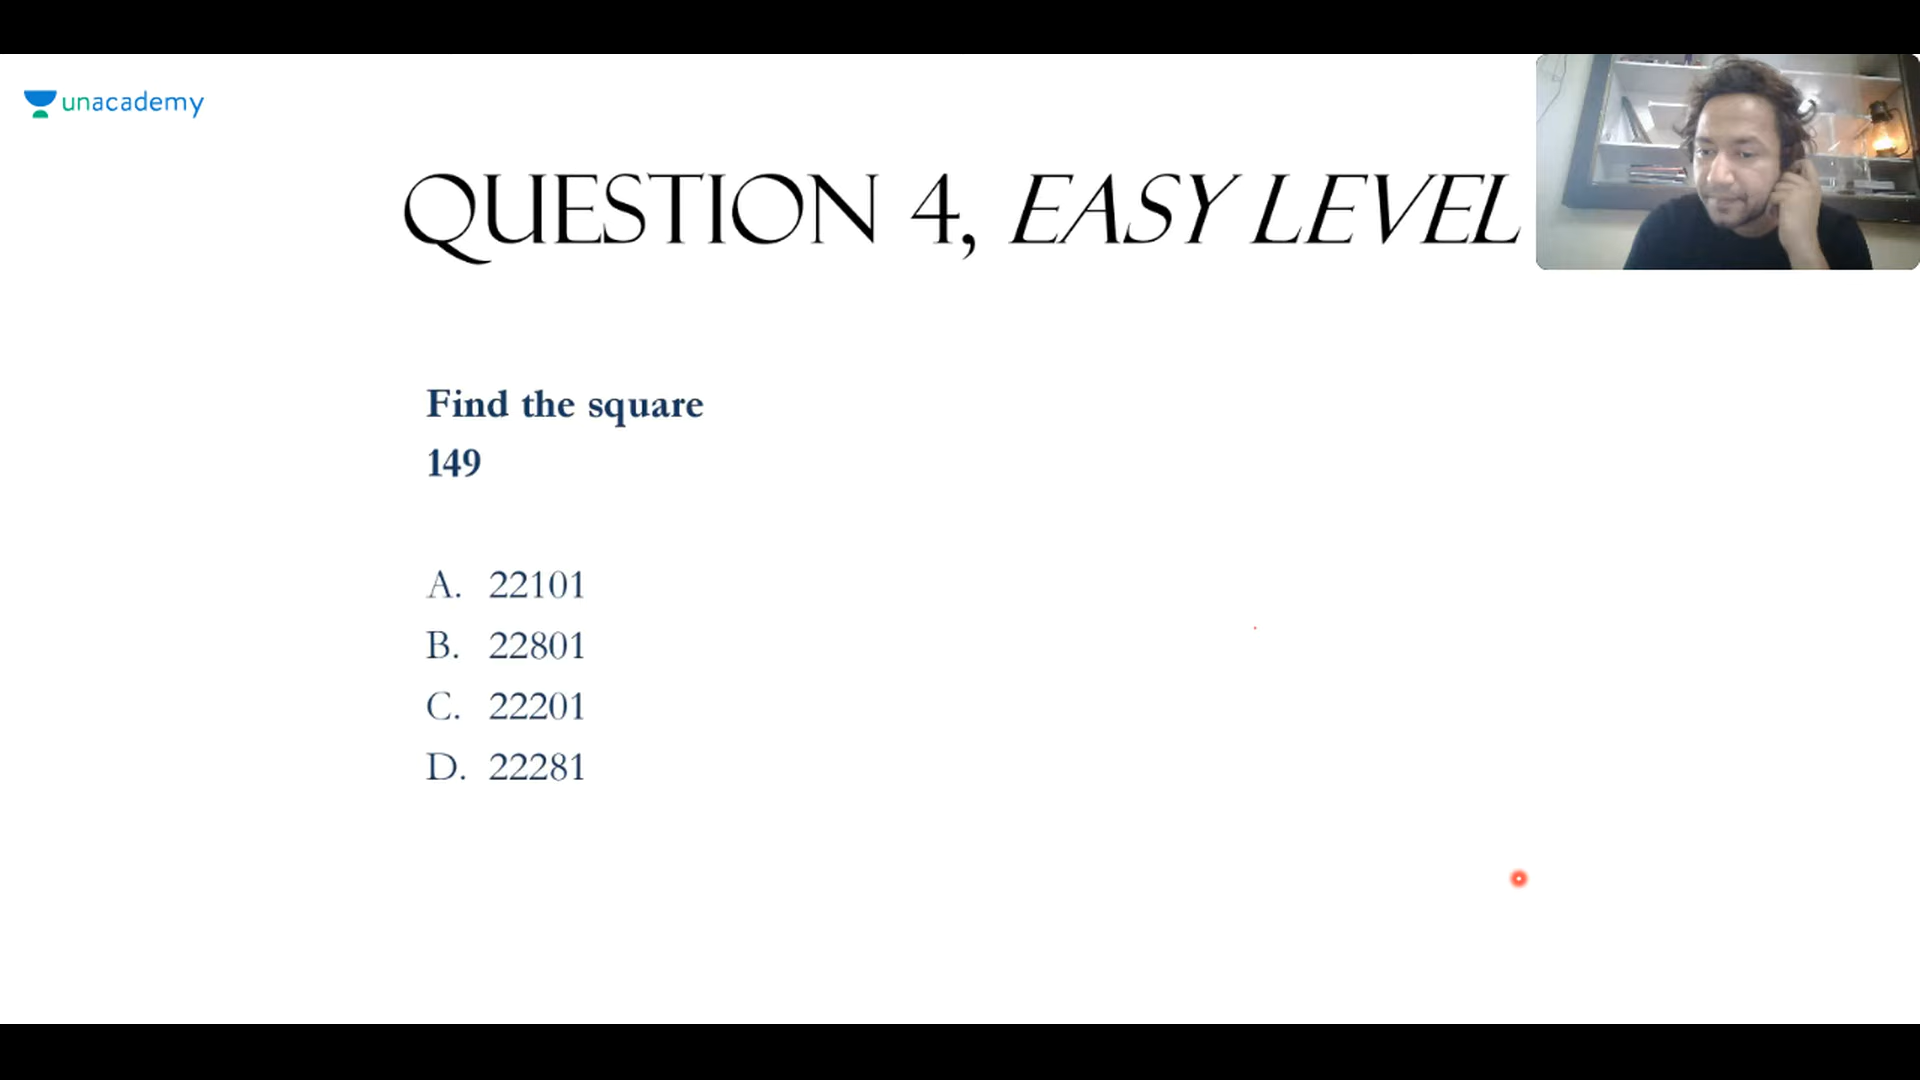 unacademy
QUESTION 4, EASY LEVEL
Find the square
149
A. 22101
B. 22801
C. 22201
D. 22281